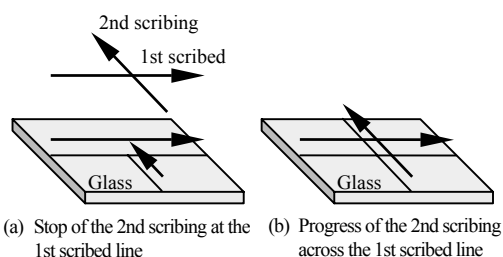 2nd scribing
1st scribed
Glass
Glass
(a) Stop of the 2nd scribing at the
1st scribed line
(b) Progress of the 2nd scribing
across the 1st scribed line